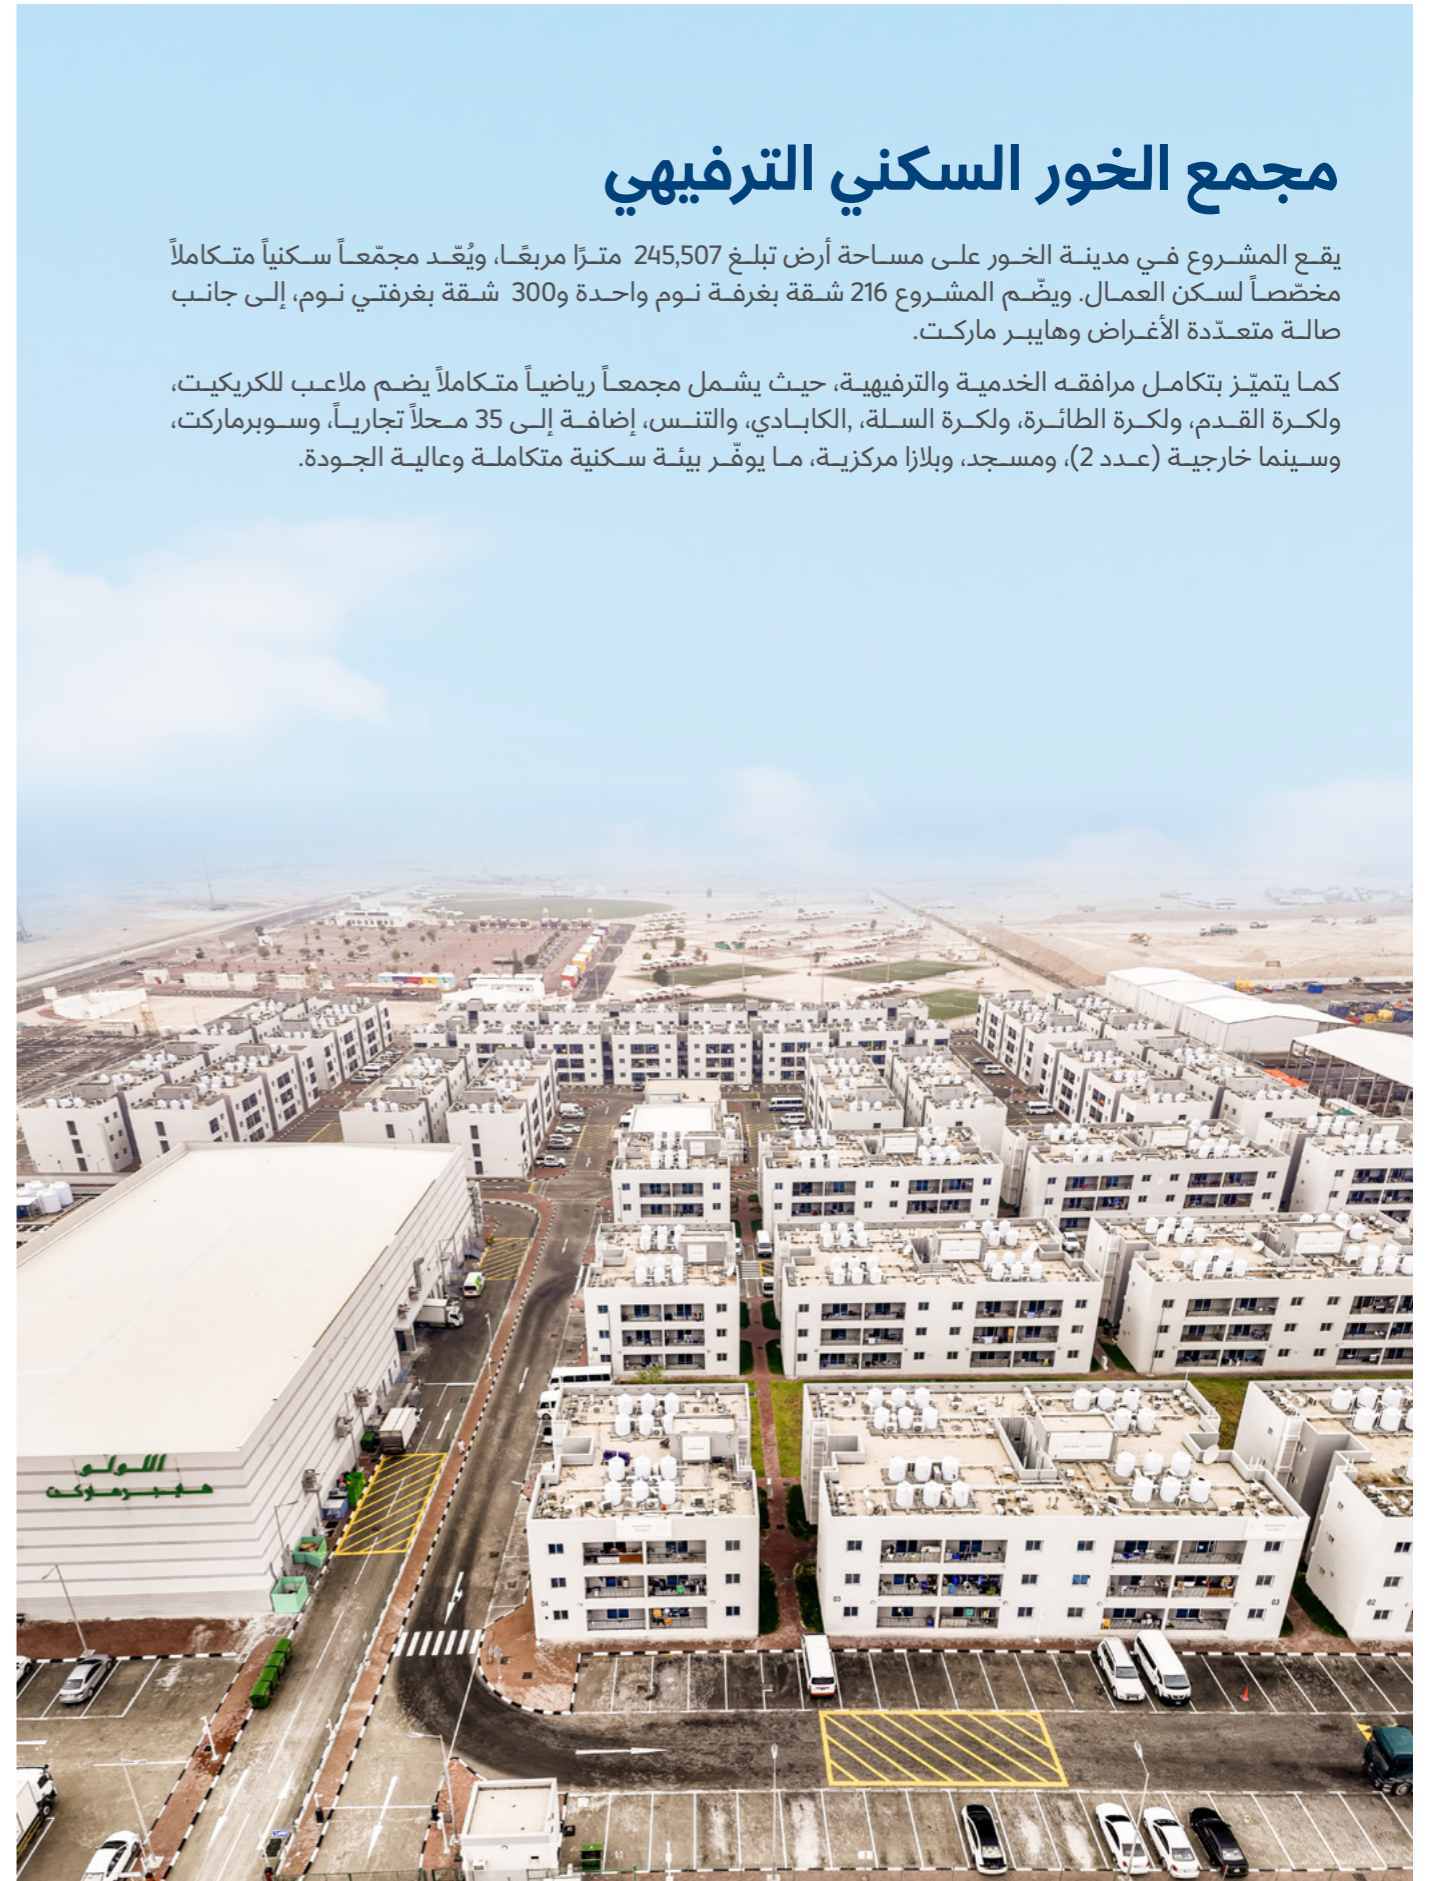 مجمع الخور السكني الترفيهي
يقع المشروع في مدينة الخور على مساحة أرض تبلغ 245,507 مترًا مربعًا، ويُعّد مجمّعاً سكنياً متكاملاً
مخصّصاً لسكن العمال. ويضّم المشروع 216 شقة بغرفة نوم واحدة و300 شقة بغرفتي نوم، إلى جانب
صالة متعدّدة الأغراض وهايبر ماركت.
كما يتميّز بتكامل مرافقه الخدمية والترفيهية، حيث يشمل مجمعاً رياضياً متكاملاً يضم ملاعب للكريكيت،
ولكرة القدم، ولكرة الطائرة، ولكرة السلة، ,الكابادي، والتنس، إضافة إلى 35 محلاً تجارياً، وسوبرماركت،
وسينما خارجية (عدد 2)، ومسجد، وبلازا مركزية، ما يوفّر بيئة سكنية متكاملة وعالية الجودة.
اللولو
هايبرماركت
04
03
03
02